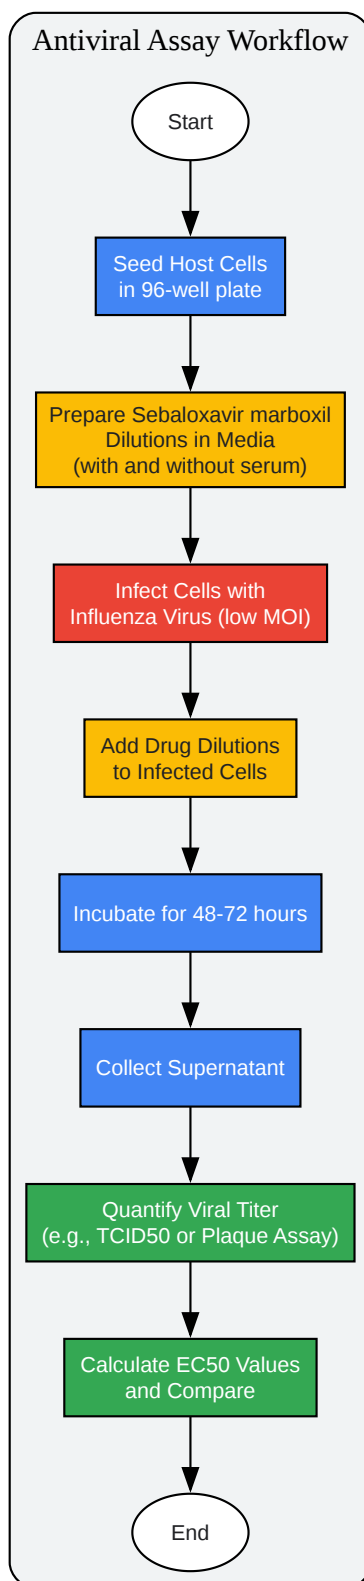 Antiviral Assay Workflow
Start
Seed Host Cells
in 96-well plate
Prepare Sebaloxavir marboxil
Dilutions in Media
(with and without serum)
Infect Cells with
Influenza Virus (low MOI)
Add Drug Dilutions
to Infected Cells
Incubate for 48-72 hours
Collect Supernatant
Quantify Viral Titer
(e.g., TCID50 or Plaque Assay)
Calculate EC50 Values
and Compare
End